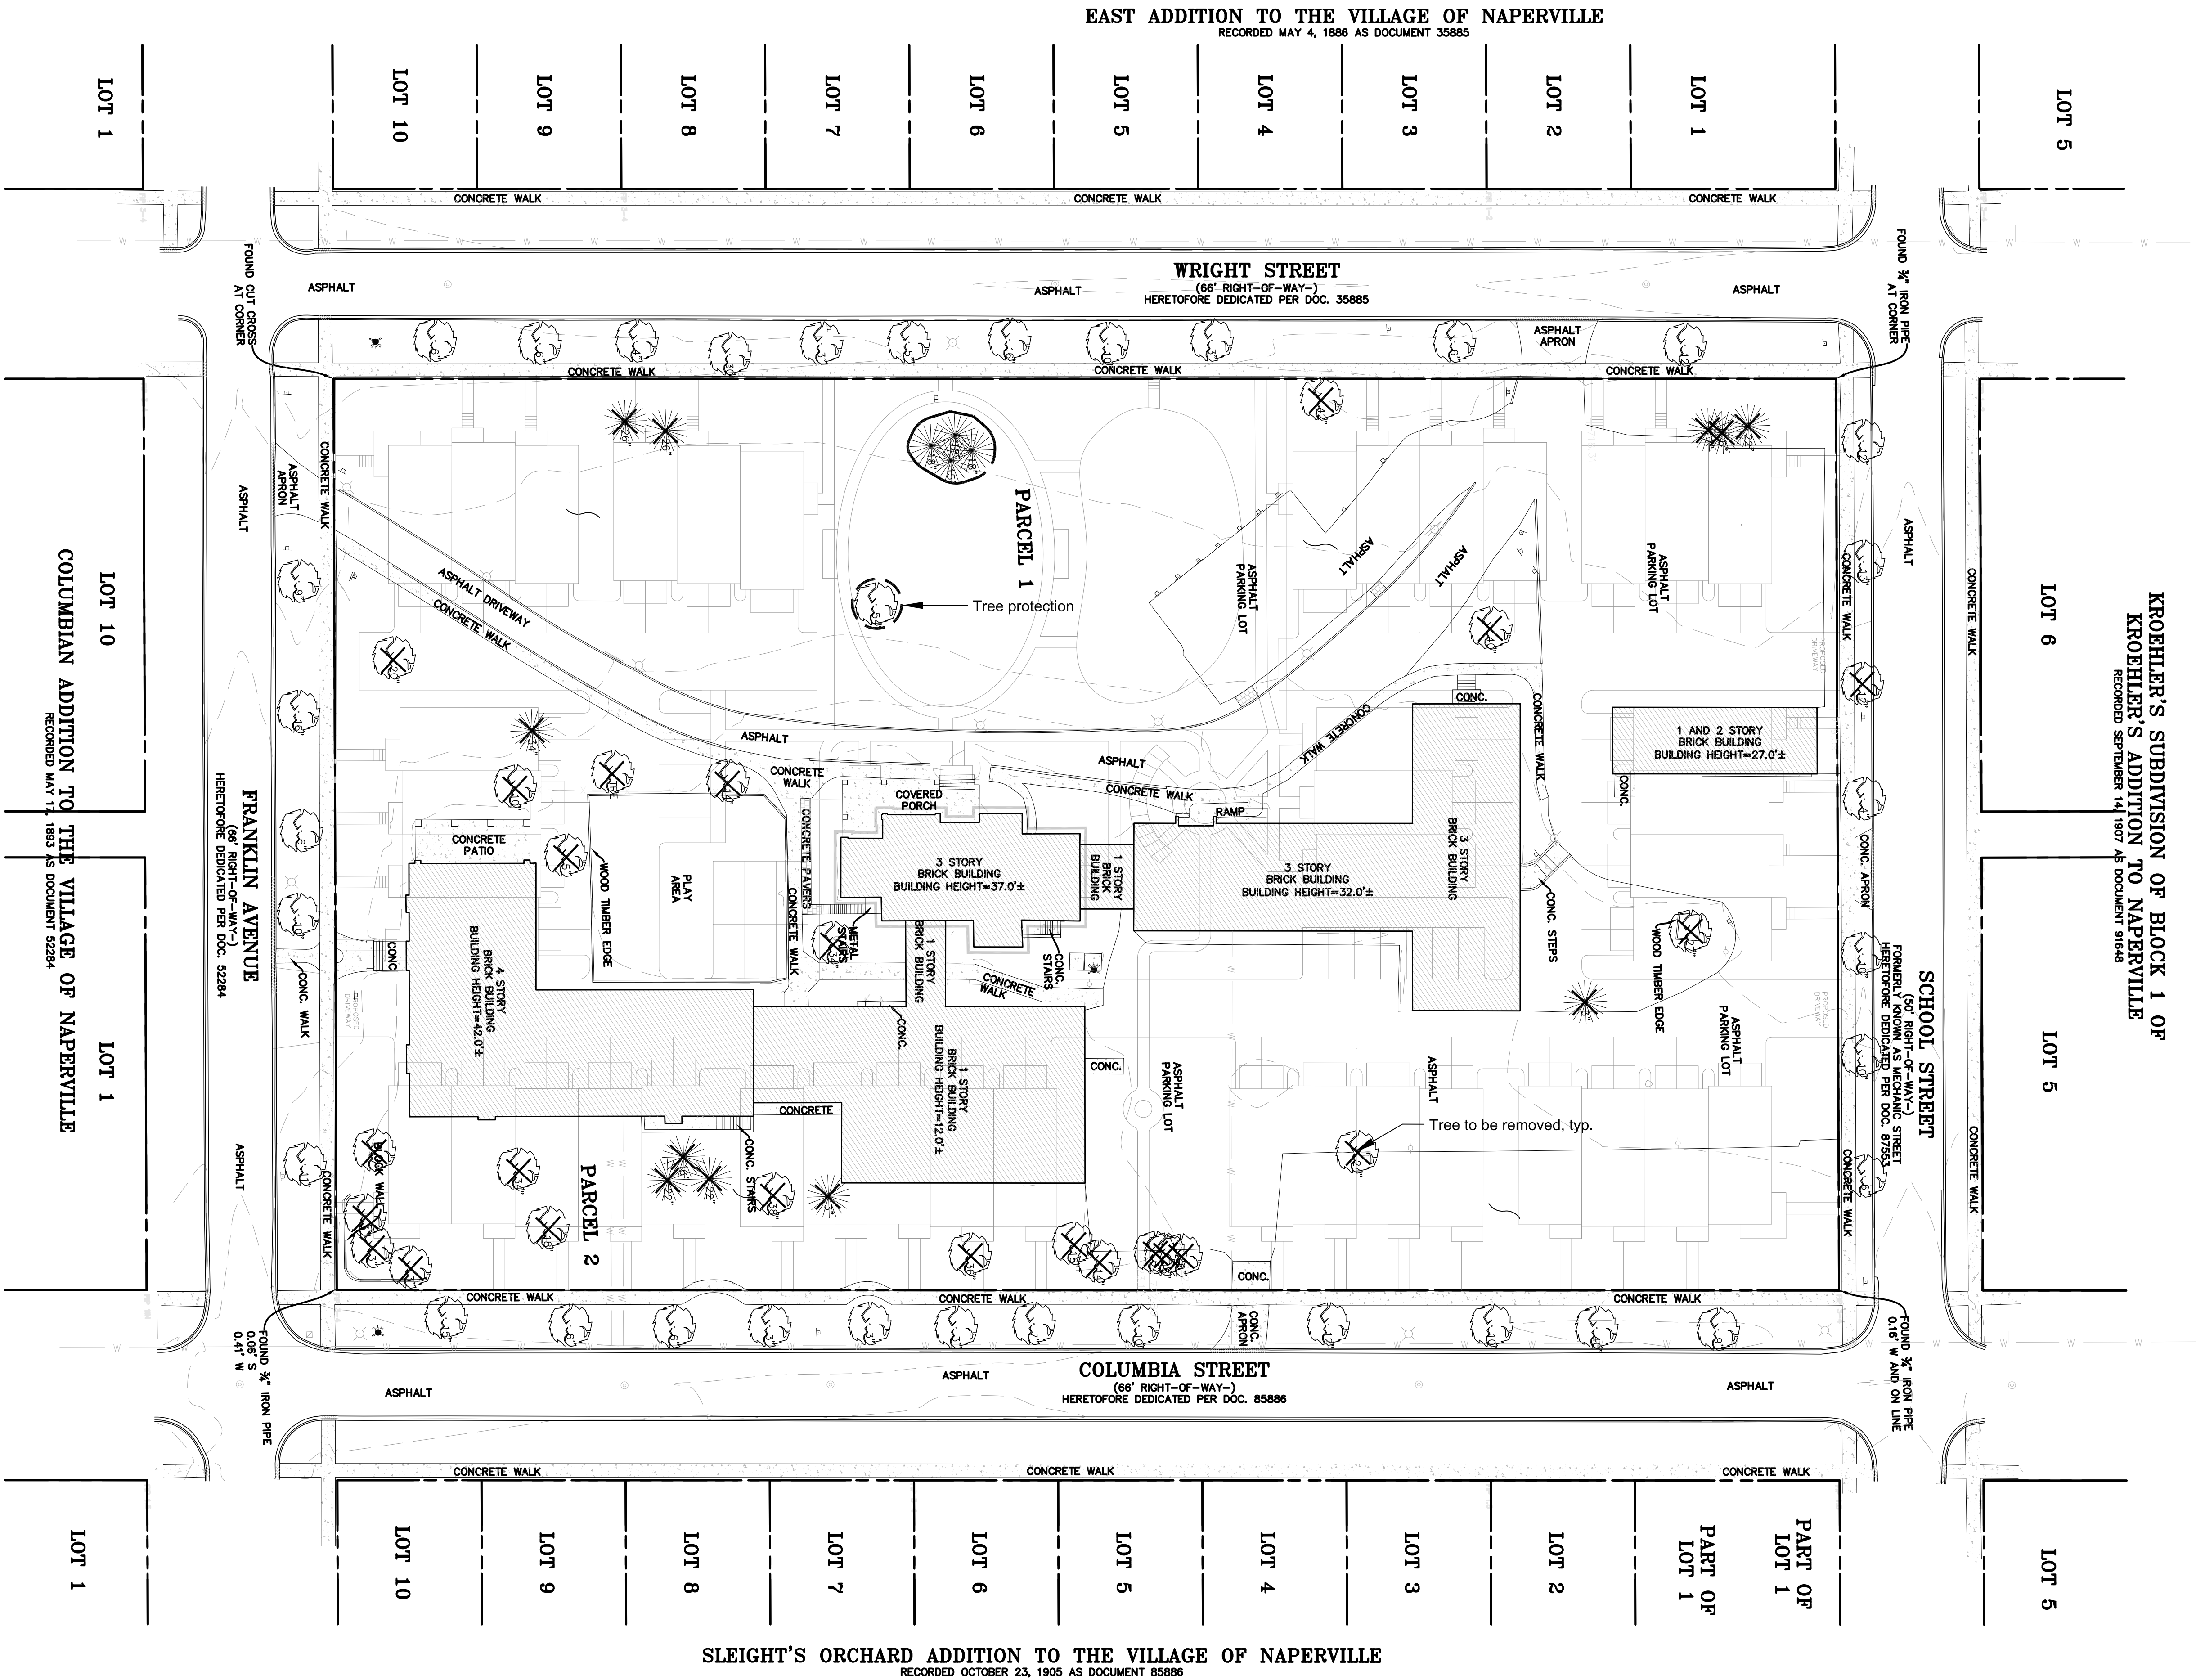 EAST ADDITION TO THE VILLAGE OF NAPERVILLE
RECORDED MAY 4, 1886 AS DOCUMENT 35885
LOT 1
LOT 10
LOT 9
LOT 8
LOT 7
LOT 6
LOT 5
LOT 4
LOT 3
LOT 2
LOT 1
LOT 5
CONCRETE WALK
CONCRETE WALK
CONCRETE WALK
FOUND CUT CROSS
AT CORNER
ASPHALT
ASPHALT
WRIGHT STREET
(66' RIGHT-OF-WAY-)
HERETOFORE DEDICATED PER DOC. 35885
ASPHALT
FOUND ¾" IRON PIPE
AT CORNER
ASPHALT
APRON
CONCRETE WALK
CONCRETE WALK
CONCRETE WALK
CONCRETE WALK
ASPHALT
APRON
ASPHALT
26"
26"
PARCEL 1
Tree protection
ASPHALT DRIVEWAY
CONCRETE WALK
ASPHALT
PARKING LOT
ASPHALT
ASPHALT
ASPHALT
PARKING LOT
CONCRETE WALK
ASPHALT
CONCRETE WALK
PROPOSED
DRIVEWAY
LOT 10
LOT 6
KROEHLER'S SUBDIVISION OF BLOCK 1 OF
KROEHLER'S ADDITION TO NAPERVILLE
RECORDED SEPTEMBER 14, 1907 AS DOCUMENT 91648
COLUMBIAN ADDITION TO THE VILLAGE OF NAPERVILLE
RECORDED MAY 17, 1893 AS DOCUMENT 52284
FRANKLIN AVENUE
(66' RIGHT-OF-WAY-)
HERETOFORE DEDICATED PER DOC. 52284
ASPHALT
CONCRETE
WALK
COVERED
PORCH
ASPHALT
CONCRETE WALK
RAMP
CONCRETE WALK
CONC.
CONCRETE WALK
1 AND 2 STORY
BRICK BUILDING
BUILDING HEIGHT=27.0'±
CONC.
CONC. APRON
CONCRETE
PATIO
WOOD TIMBER EDGE
PLAY
AREA
CONCRETE PAVERS
CONCRETE WALK
METAL
STAIRS
3 STORY
BRICK BUILDING
BUILDING HEIGHT=37.0'±
1 STORY
BRICK
BUILDING
3 STORY
BRICK BUILDING
BUILDING HEIGHT=32.0'±
3 STORY
BRICK BUILDING
CONC. STEPS
WOOD TIMBER EDGE
CONC.
STAIRS
1 STORY
BRICK BUILDING
CONCRETE
WALK
CONC
CONC. WALK
PROPOSED
DRIVEWAY
4 STORY
BRICK BUILDING
BUILDING HEIGHT=42.0'±
CONC.
1 STORY
BRICK BUILDING
BUILDING HEIGHT=12.0'±
CONC.
ASPHALT
PARKING LOT
ASPHALT
ASPHALT
PARKING LOT
PROPOSED
DRIVEWAY
SCHOOL STREET
(50' RIGHT-OF-WAY-)
FORMERLY KNOWN AS MECHANIC STREET
HERETOFORE DEDICATED PER DOC. 87553
LOT 1
LOT 5
CONCRETE
CONC. STAIRS
Tree to be removed, typ.
BLOCK WALL
PARCEL 2
ASPHALT
CONCRETE WALK
CONCRETE WALK
CONCRETE WALK
CONC.
CONCRETE WALK
CONCRETE WALK
CONCRETE WALK
CONC.
APRON
FOUND ¾" IRON PIPE
0.06' S
0.41' W
ASPHALT
ASPHALT
COLUMBIA STREET
(66' RIGHT-OF-WAY-)
HERETOFORE DEDICATED PER DOC. 85886
ASPHALT
FOUND ¾" IRON PIPE
0.16' W AND ON LINE
CONCRETE WALK
CONCRETE WALK
CONCRETE WALK
LOT 1
LOT 10
LOT 9
LOT 8
LOT 7
LOT 6
LOT 5
LOT 4
LOT 3
LOT 2
PART OF
LOT 1
PART OF
LOT 1
LOT 5
SLEIGHT'S ORCHARD ADDITION TO THE VILLAGE OF NAPERVILLE
RECORDED OCTOBER 23, 1905 AS DOCUMENT 85886